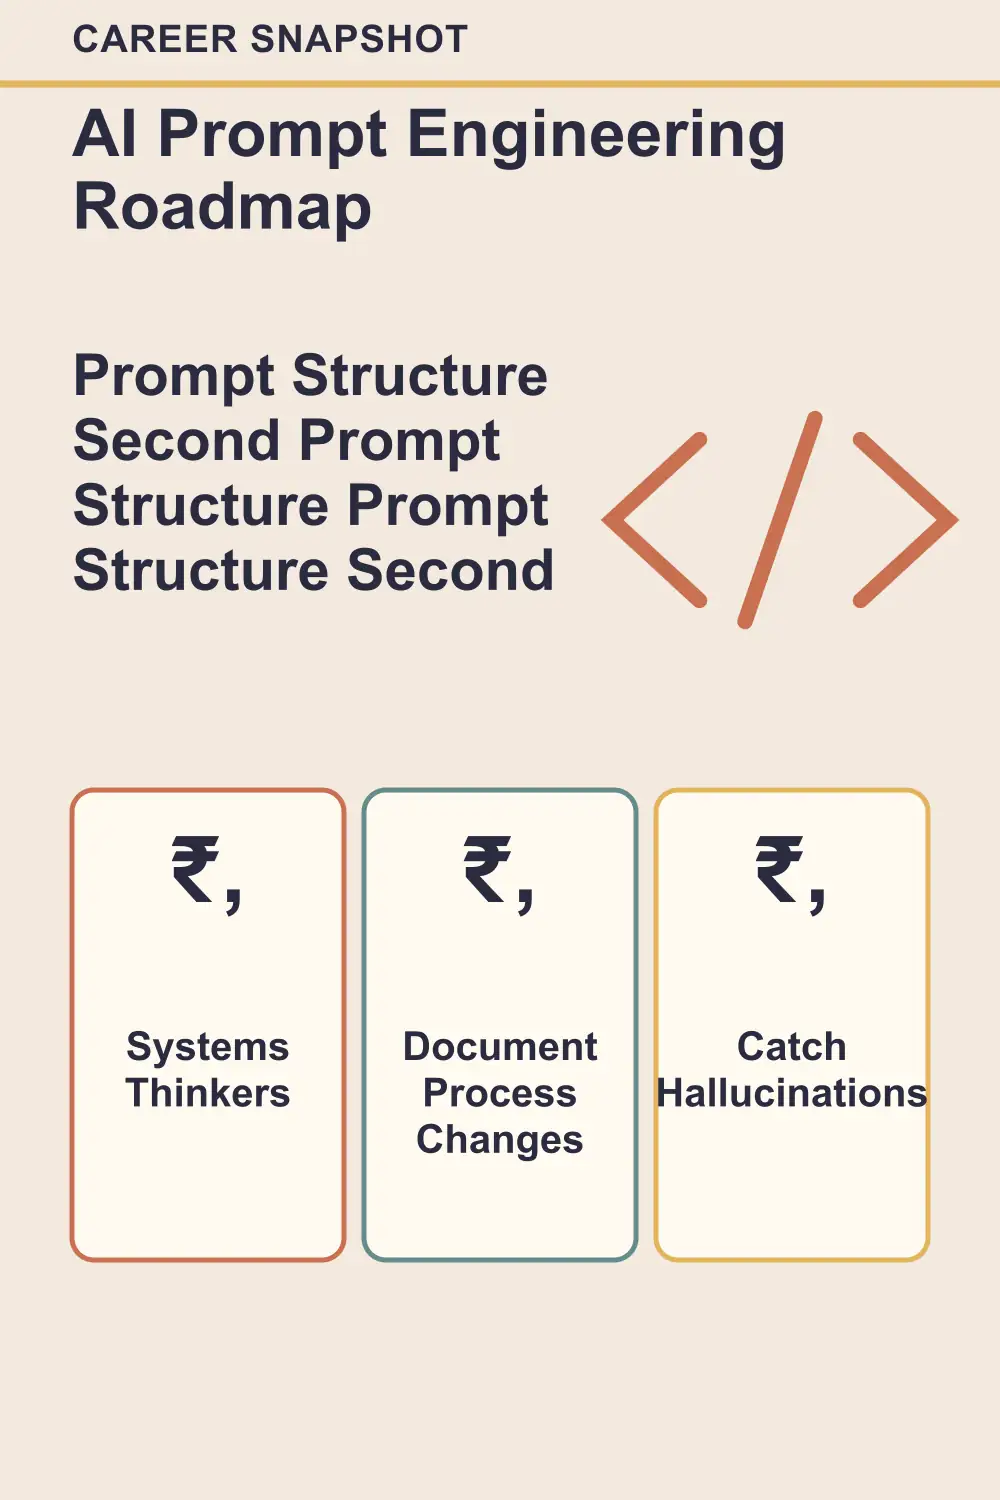 CAREER SNAPSHOT
AI Prompt Engineering
Roadmap
Prompt Structure
Second Prompt
Structure Prompt
Structure Second
</>
₹,
Systems
Thinkers
₹,
Document
Process
Changes
₹,
Catch
Hallucinations